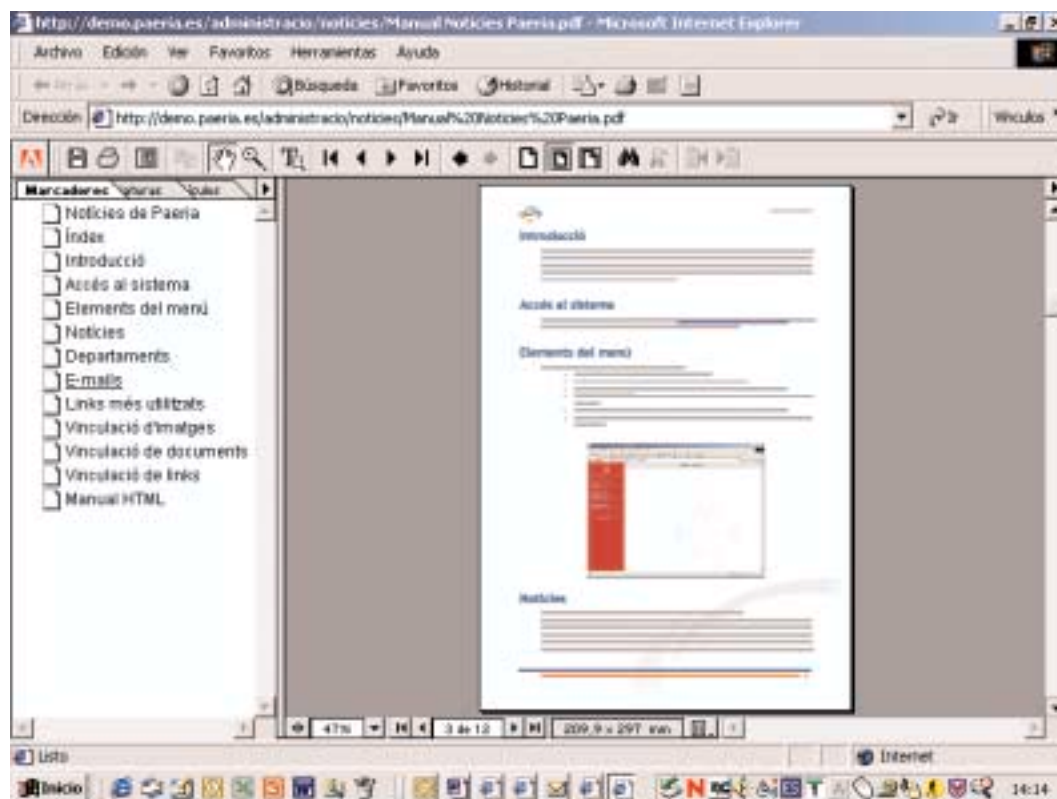 http://demo.paeria.es/administracio/noticies/Manual Noticies Paeria.pdf - Microsoft Internet Explorer
Archivo Edición Ver Favoritos Herramientas Ayuda
Búsqueda Favoritos Historial
Dirección http://demo.paeria.es/administracio/noticies/Manual%20Noticies%20Paeria.pdf Ir Vínculos
Marcadores
Notícies de Paeria
Índex
Introducció
Accés al sistema
Elements del menú
Notícies
Departaments
E-mails
Links més utilitzats
Vinculació d'imatges
Vinculació de documents
Vinculació de links
Manual HTML
Introducció
Accés al sistema
Elements del menú
Notícies
47% 3 de 12 209,9 x 297 mm
Listo Internet
Inicio 14:14